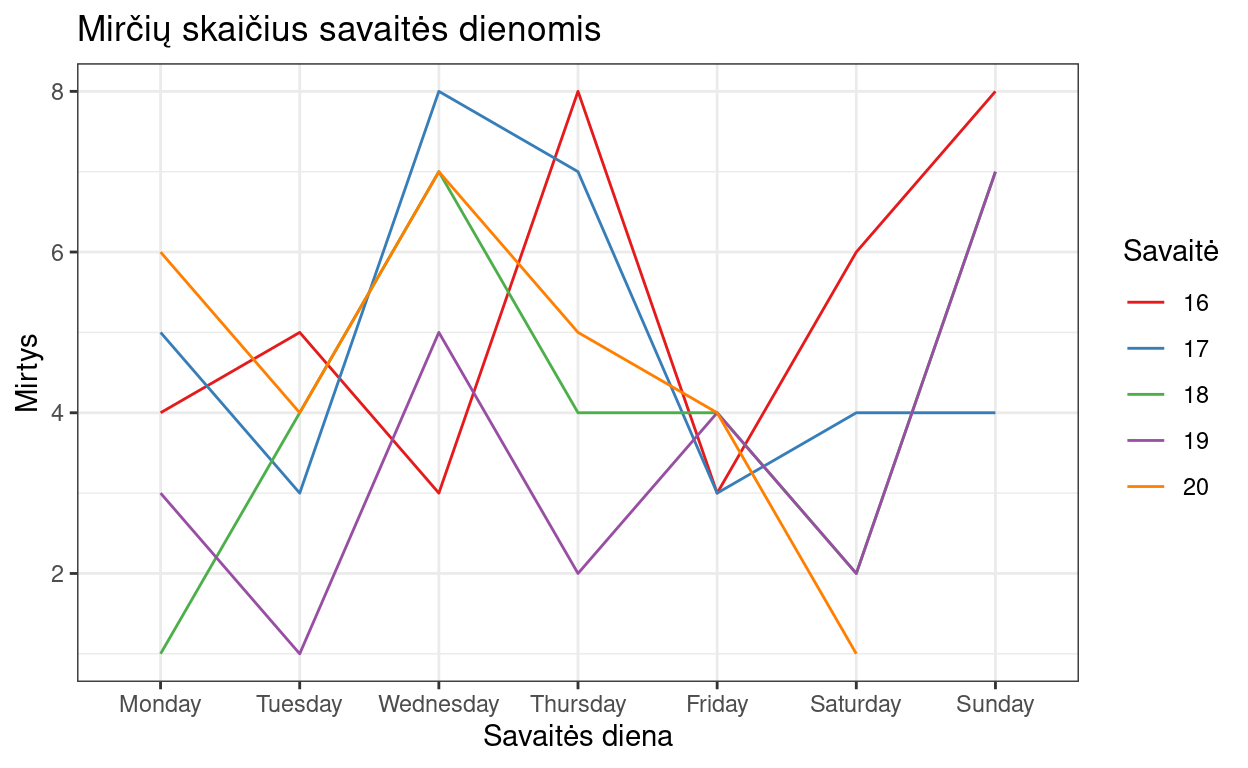 Mirčių skaičius savaitės dienomis
8
6
4
2
Mirtys
Monday Tuesday Wednesday Thursday Friday Saturday Sunday
Savaitės diena
Savaitė
16
17
18
19
20